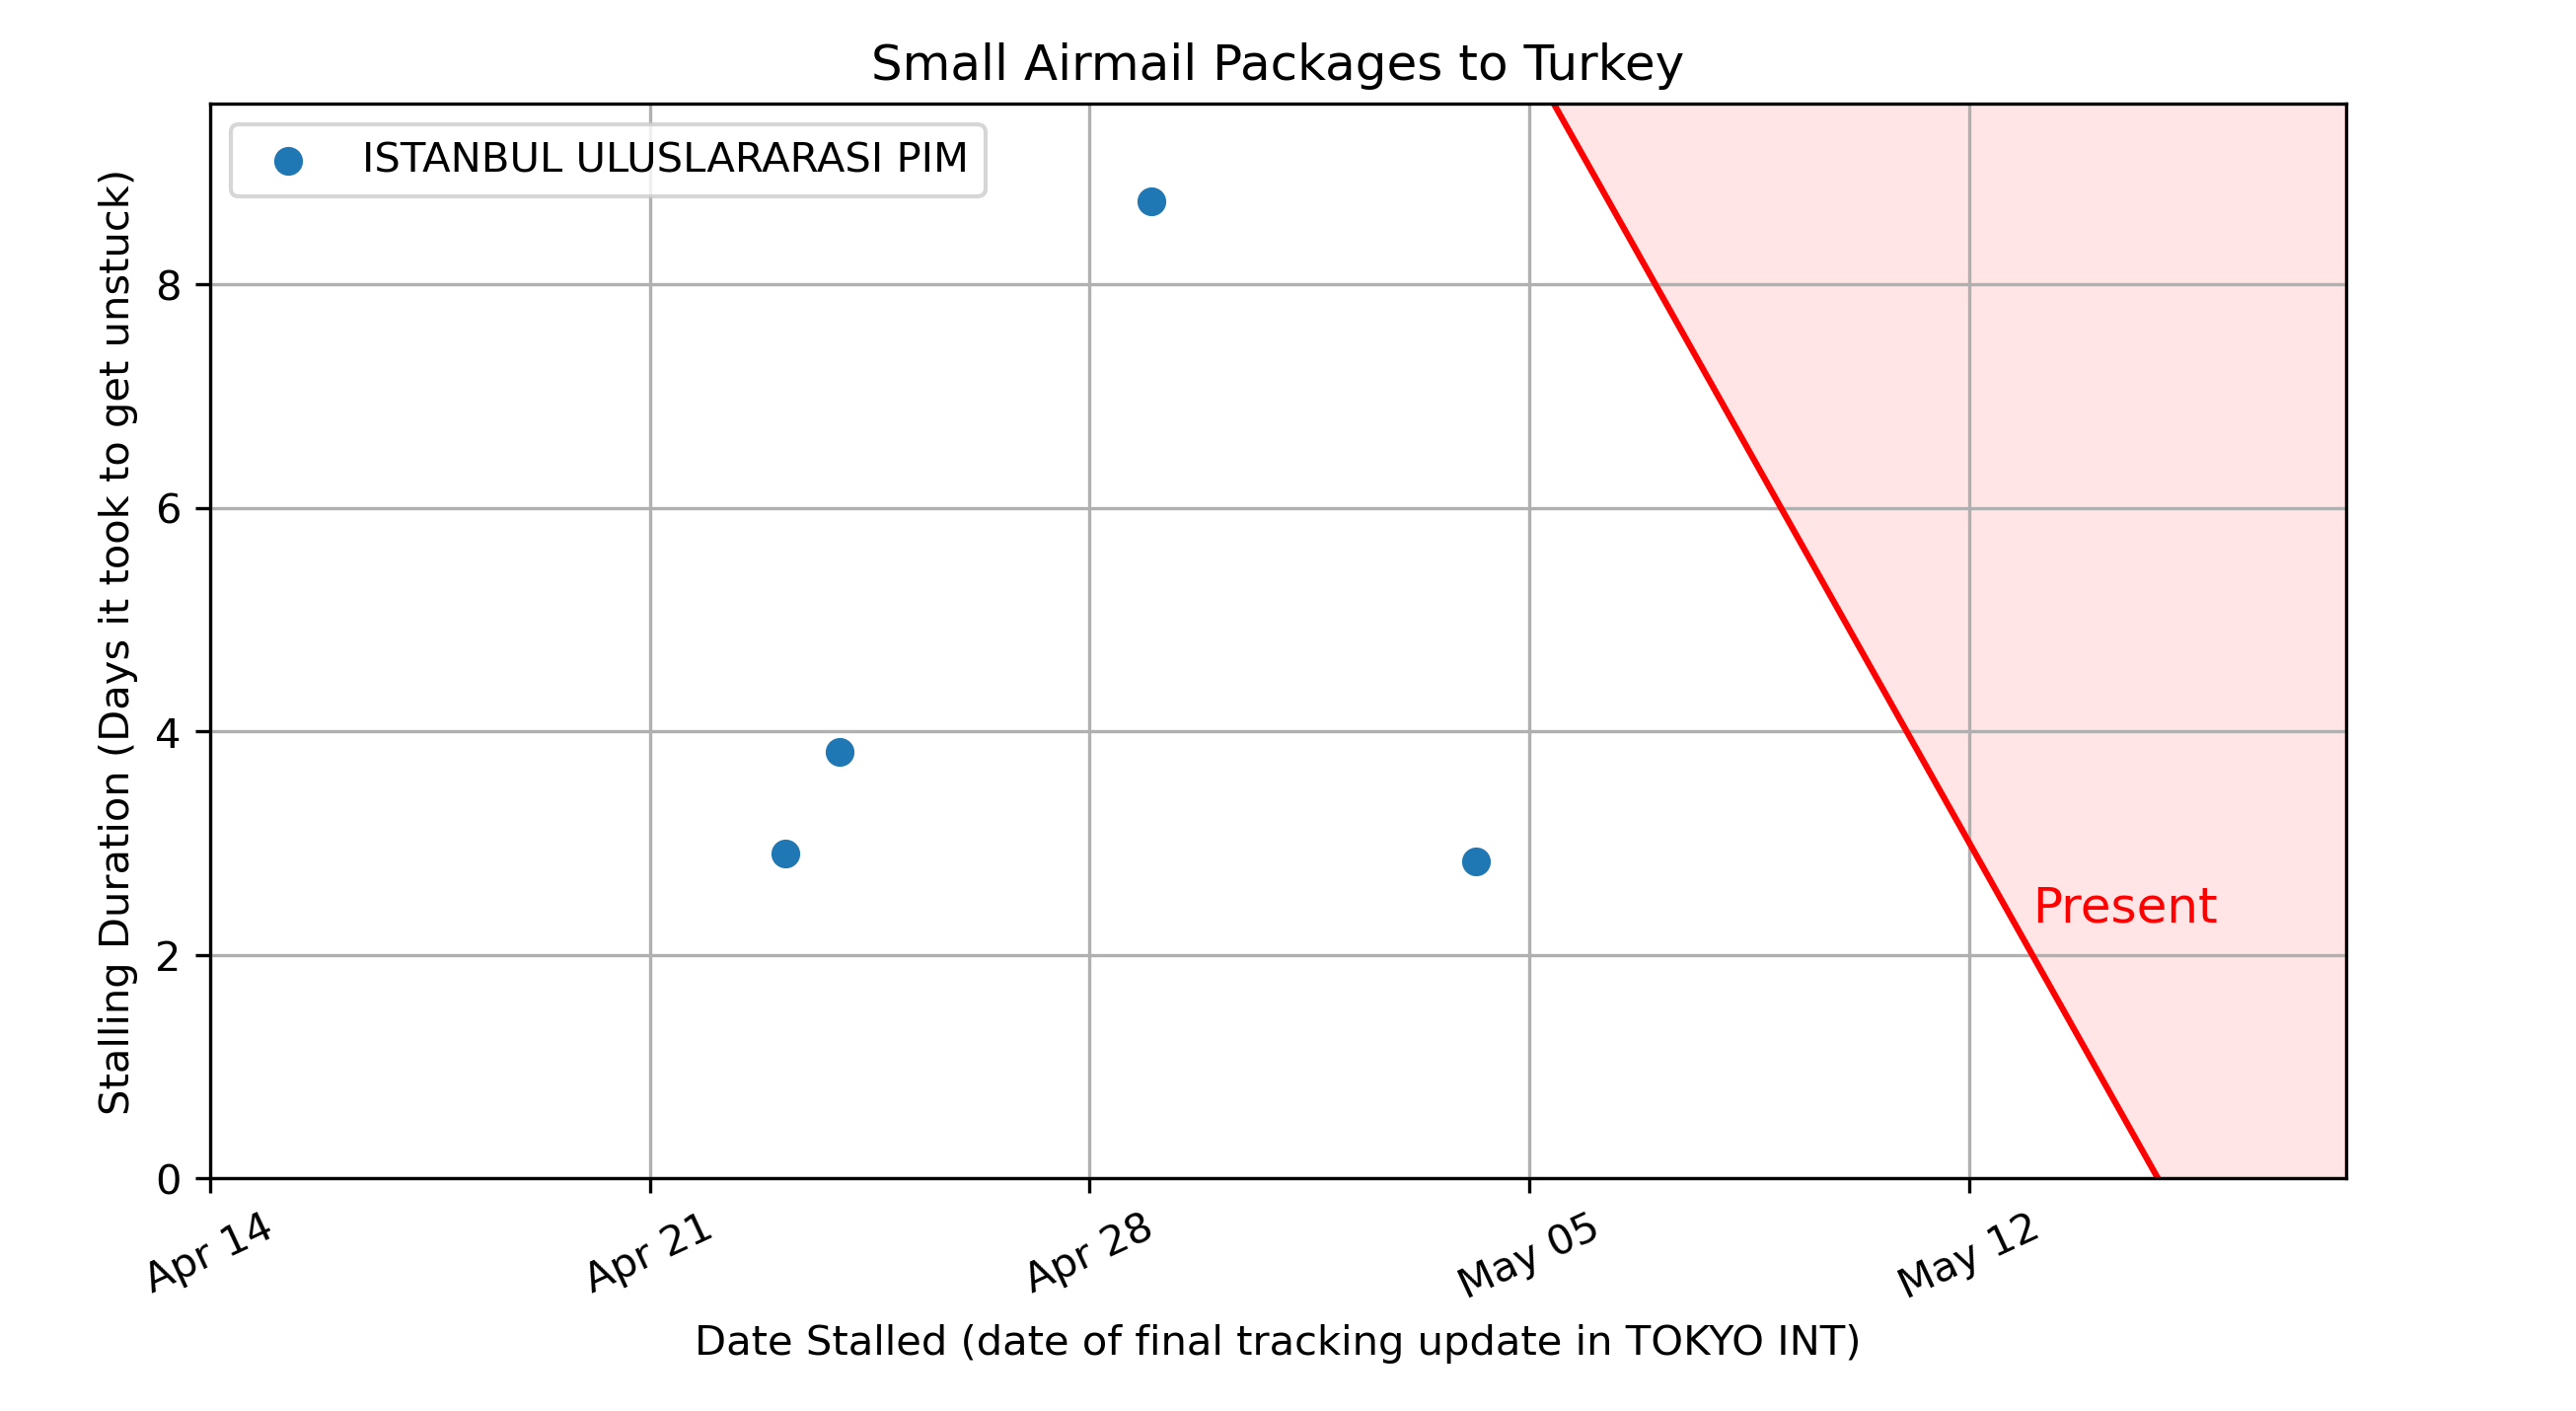 Small Airmail Packages to Turkey
ISTANBUL ULUSLARARASI PIM
Stalling Duration (Days it took to get unstuck)
8
6
4
2
0
Present
Apr 14
Apr 21
Apr 28
May 05
May 12
Date Stalled (date of final tracking update in TOKYO INT)